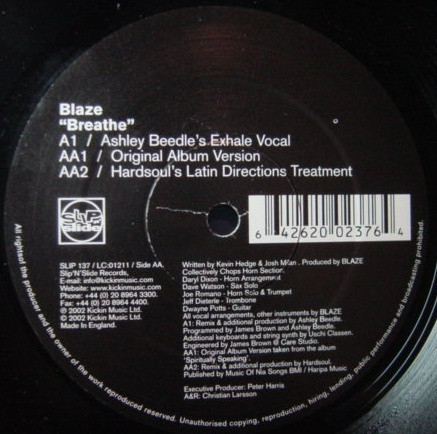 Blaze
"Breathe"
A1 / Ashley Beedle's Exhale Vocal
AA1 / Original Album Version
AA2 / Hardsoul's Latin Directions Treatment
SLIP
n
slide
6 42620 02376 4
SLIP 137 / LC:01211 / Side AA.
Slip'N'Slide Records,
E-mail: info@kickinmusic.com
Website: www.kickinmusic.com
Phone: +44 (0) 20 8964 3300.
Fax: +44 (0) 20 8964 4400.
℗ 2002 Kickin Music Ltd.
© 2002 Kickin Music Ltd.
Made In England.
Written by Kevin Hedge & Josh Milan . Produced by BLAZE
Collectively Chops Horn Section.
Daryl Dixon - Horn Arrangement
Dave Watson - Sax Solo
Joe Romano - Horn Solo & Trumpet
Jeff Dieterle - Trombone
Dwayne Potts - Guitar
All vocal arrangements, other instruments by BLAZE
A1: Remix & additional production by Ashley Beedle.
Programmed by James Brown and Ashley Beedle.
Additional keyboards and string synth by Uschi Classen.
Engineered by James Brown @ Care Studio.
AA1: Original Album Version taken from the album
'Spiritually Speaking'.
AA2: Remix & additional production by Hardsoul.
Published by Music Of Nia Songs BMI / Haripa Music
Executive Producer: Peter Harris
A&R: Christian Larsson
All rights of the producer and the owner of the work reproduced reserved. Unauthorised copying, reproduction, hiring, lending, public performance and broadcasting prohibited.